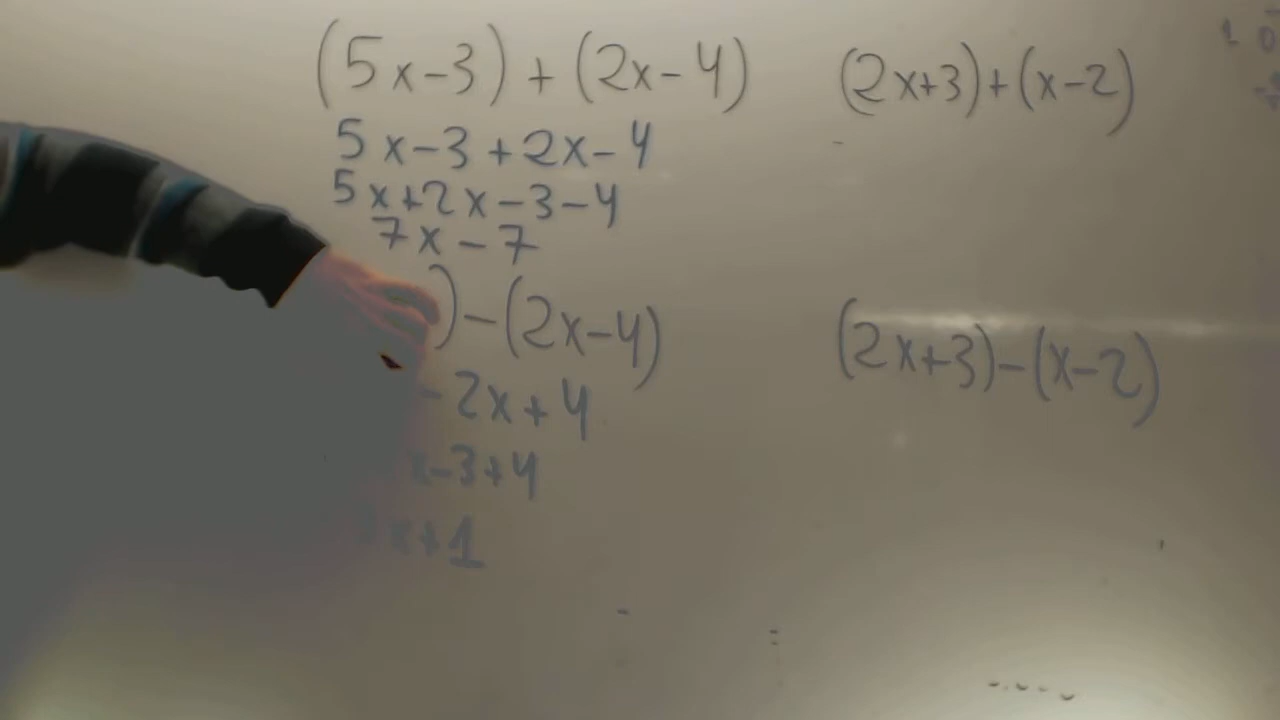 (5x-3)+(2x-4)
5x-3+2x-4
5x+2x-3-4
7x-7
)-(2x-4)
-2x+4
x-3+4
x+1
(2x+3)+(x-2)
(2x+3)-(x-2)